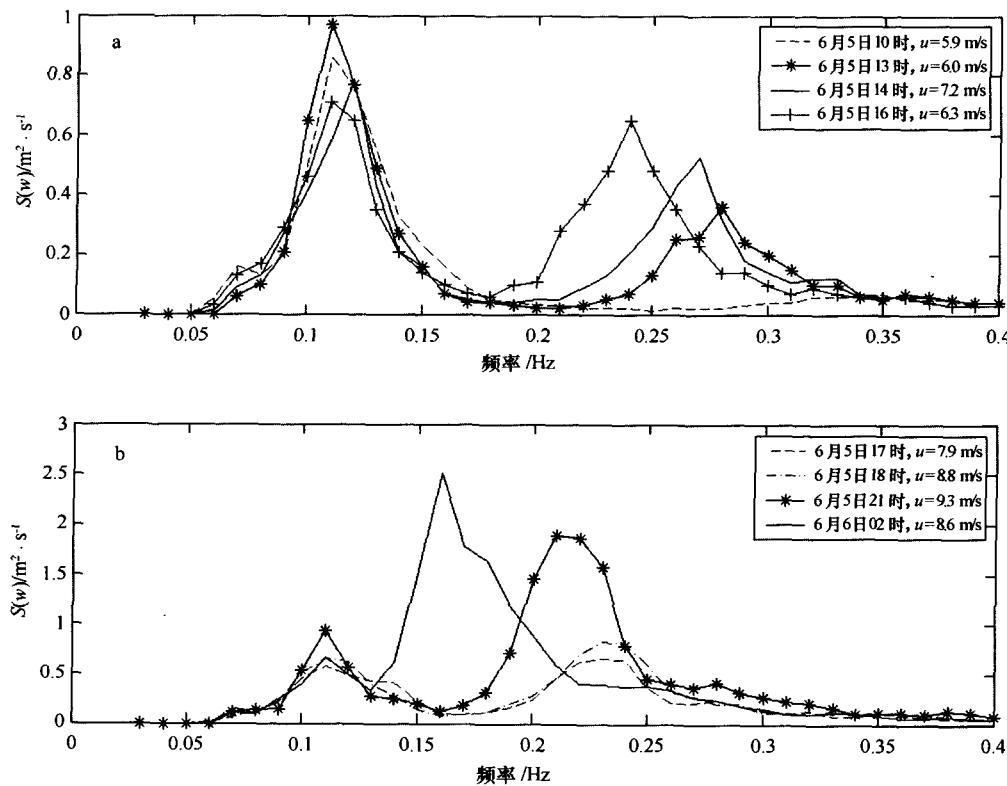 a
1
0.8
0.6
0.4
0.2
0
S(w)/m²·s⁻¹
6月5日10时, u=5.9 m/s
6月5日13时, u=6.0 m/s
6月5日14时, u=7.2 m/s
6月5日16时, u=6.3 m/s
0 0.05 0.1 0.15 0.2 0.25 0.3 0.35 0.4
频率 /Hz
b
3
2.5
2
1.5
1
0.5
0
S(w)/m²·s⁻¹
6月5日17时, u=7.9 m/s
6月5日18时, u=8.8 m/s
6月5日21时, u=9.3 m/s
6月6日02时, u=8.6 m/s
0 0.05 0.1 0.15 0.2 0.25 0.3 0.35 0.4
频率 /Hz